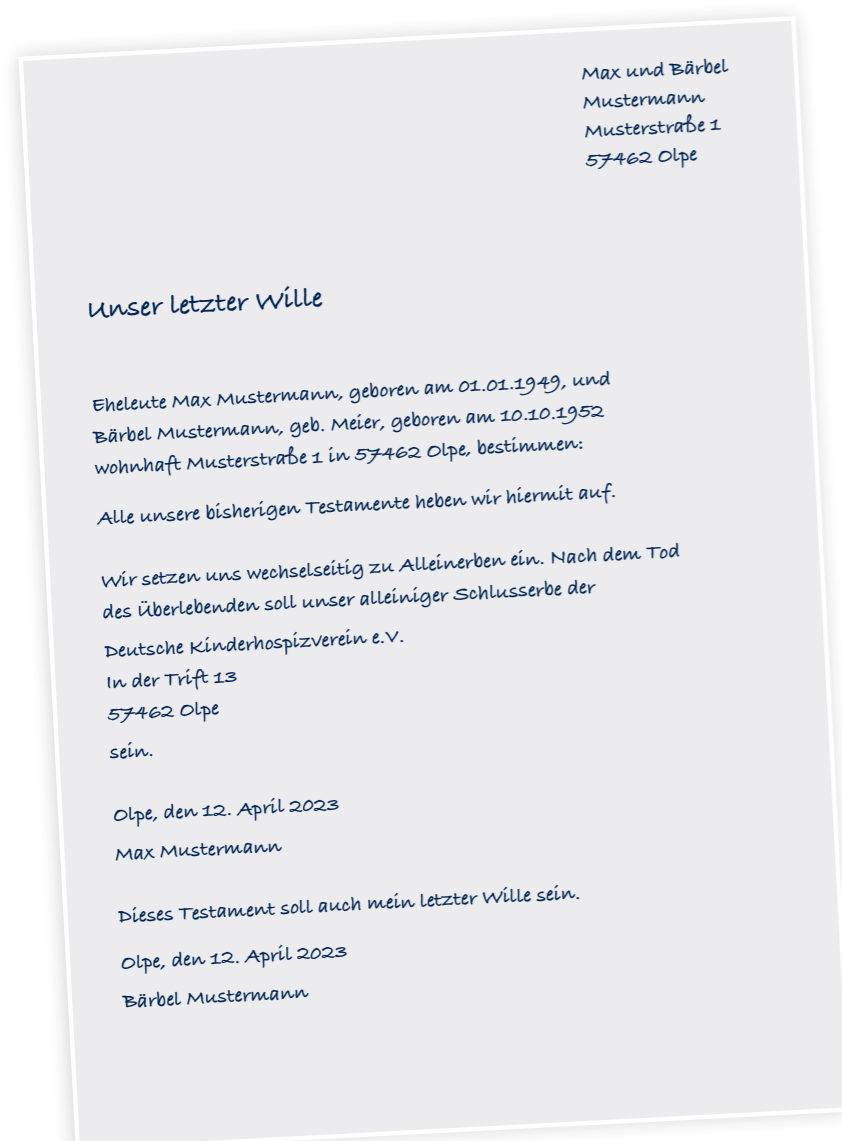 Max und Bärbel
Mustermann
Musterstraße 1
57462 Olpe
Unser letzter Wille
Eheleute Max Mustermann, geboren am 01.01.1949, und
Bärbel Mustermann, geb. Meier, geboren am 10.10.1952
wohnhaft Musterstraße 1 in 57462 Olpe, bestimmen:
Alle unsere bisherigen Testamente heben wir hiermit auf.
Wir setzen uns wechselseitig zu Alleinerben ein. Nach dem Tod
des Überlebenden soll unser alleiniger Schlusserbe der
Deutsche Kinderhospizverein e.V.
In der Trift 13
57462 Olpe
sein.
Olpe, den 12. April 2023
Max Mustermann
Dieses Testament soll auch mein letzter Wille sein.
Olpe, den 12. April 2023
Bärbel Mustermann